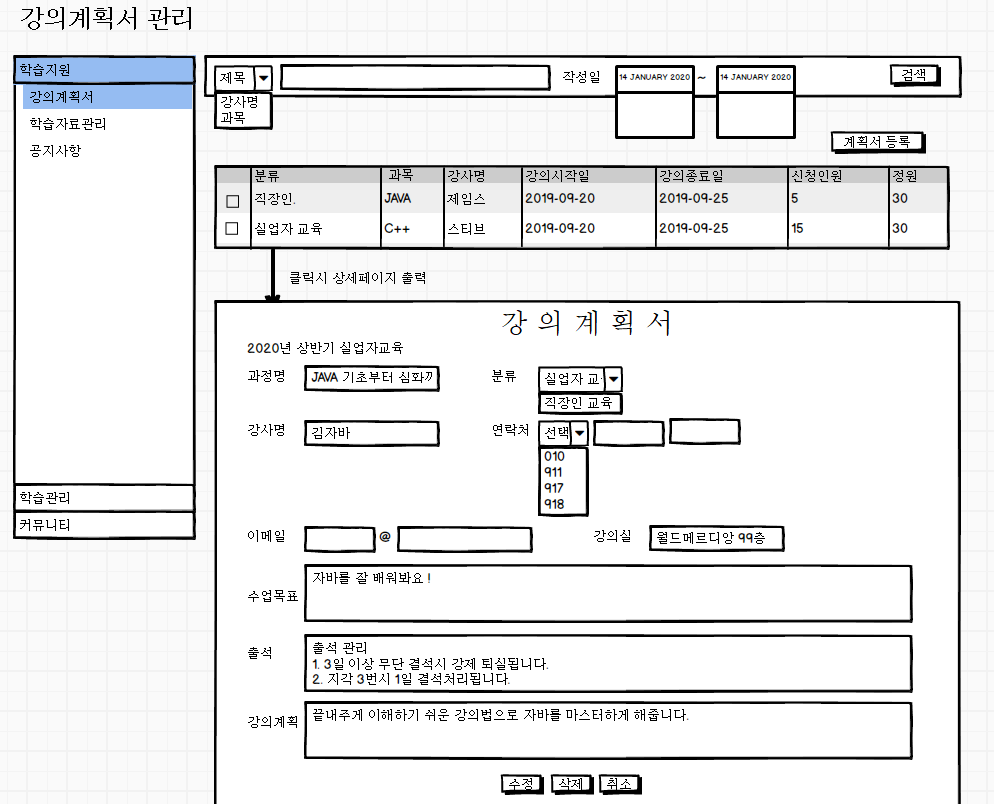 강의계획서 관리
학습지원
강의계획서
학습자료관리
공지사항
학습관리
커뮤니티
제목 작성일 14 JANUARY 2020 ~ 14 JANUARY 2020 검색
강사명
과목
계획서 등록
분류 과목 강사명 강의시작일 강의종료일 신청인원 정원
직장인. JAVA 제임스 2019-09-20 2019-09-25 5 30
실업자 교육 C++ 스티브 2019-09-20 2019-09-25 15 30
클릭시 상세페이지 출력
강 의 계 획 서
2020년 상반기 실업자교육
과정명 JAVA 기초부터 심화 분류 실업자 교
직장인 교육
강사명 김자바 연락처 선택
010
911
917
918
이메일 @ 강의실 월드메르디앙 99층
수업목표 자바를 잘 배워봐요 !
출석 출석 관리
1. 3일 이상 무단 결석시 강제 퇴실됩니다.
2. 지각 3번시 1일 결석처리됩니다.
강의계획 끝내주게 이해하기 쉬운 강의법으로 자바를 마스터하게 해줍니다.
수정 삭제 취소